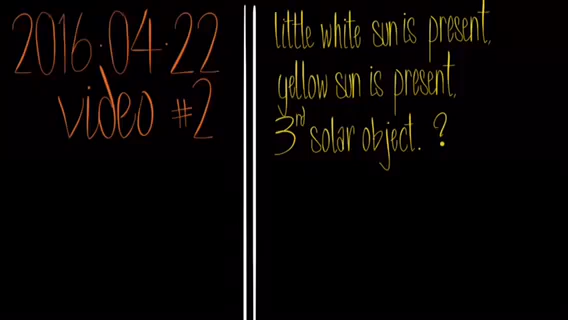 2016.04.22
video #2
little white sun is present.
yellow sun is present.
3rd solar object. ?